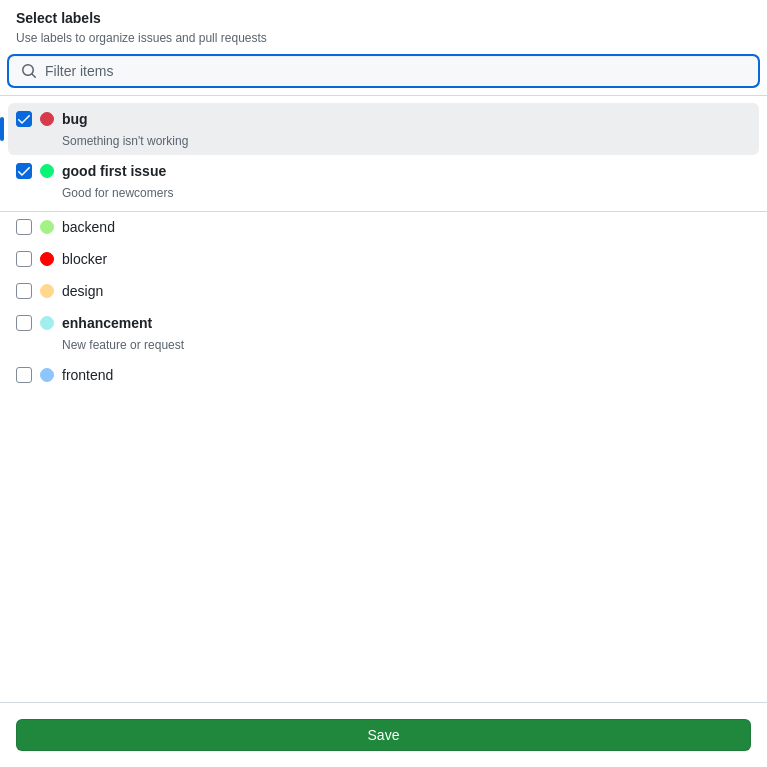 Select labels
Use labels to organize issues and pull requests
Filter items
bug
Something isn't working
good first issue
Good for newcomers
backend
blocker
design
enhancement
New feature or request
frontend
Save